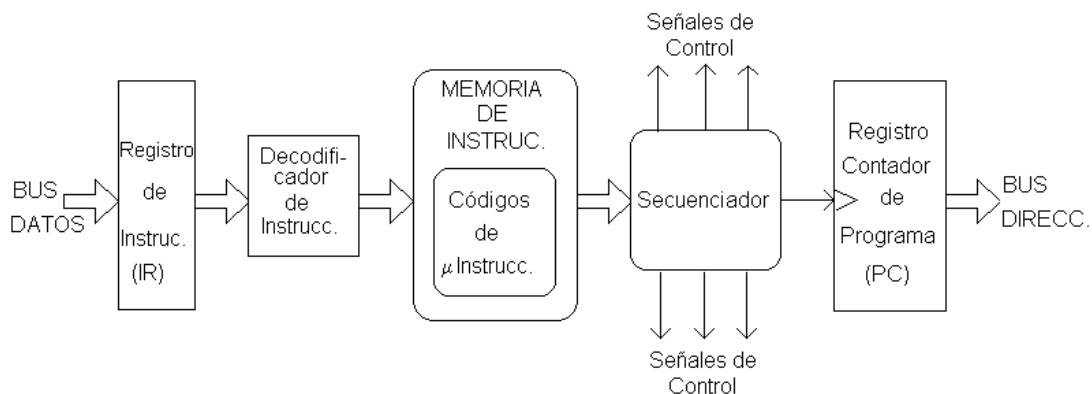 BUS
DATOS
Registro
de
Instruc.
(IR)
Decodifi-
cador
de
Instrucc.
MEMORIA
DE
INSTRUC.
Códigos
de
μ Instrucc.
Señales de
Control
Secuenciador
Señales de
Control
Registro
Contador
de
Programa
(PC)
BUS
DIRECC.